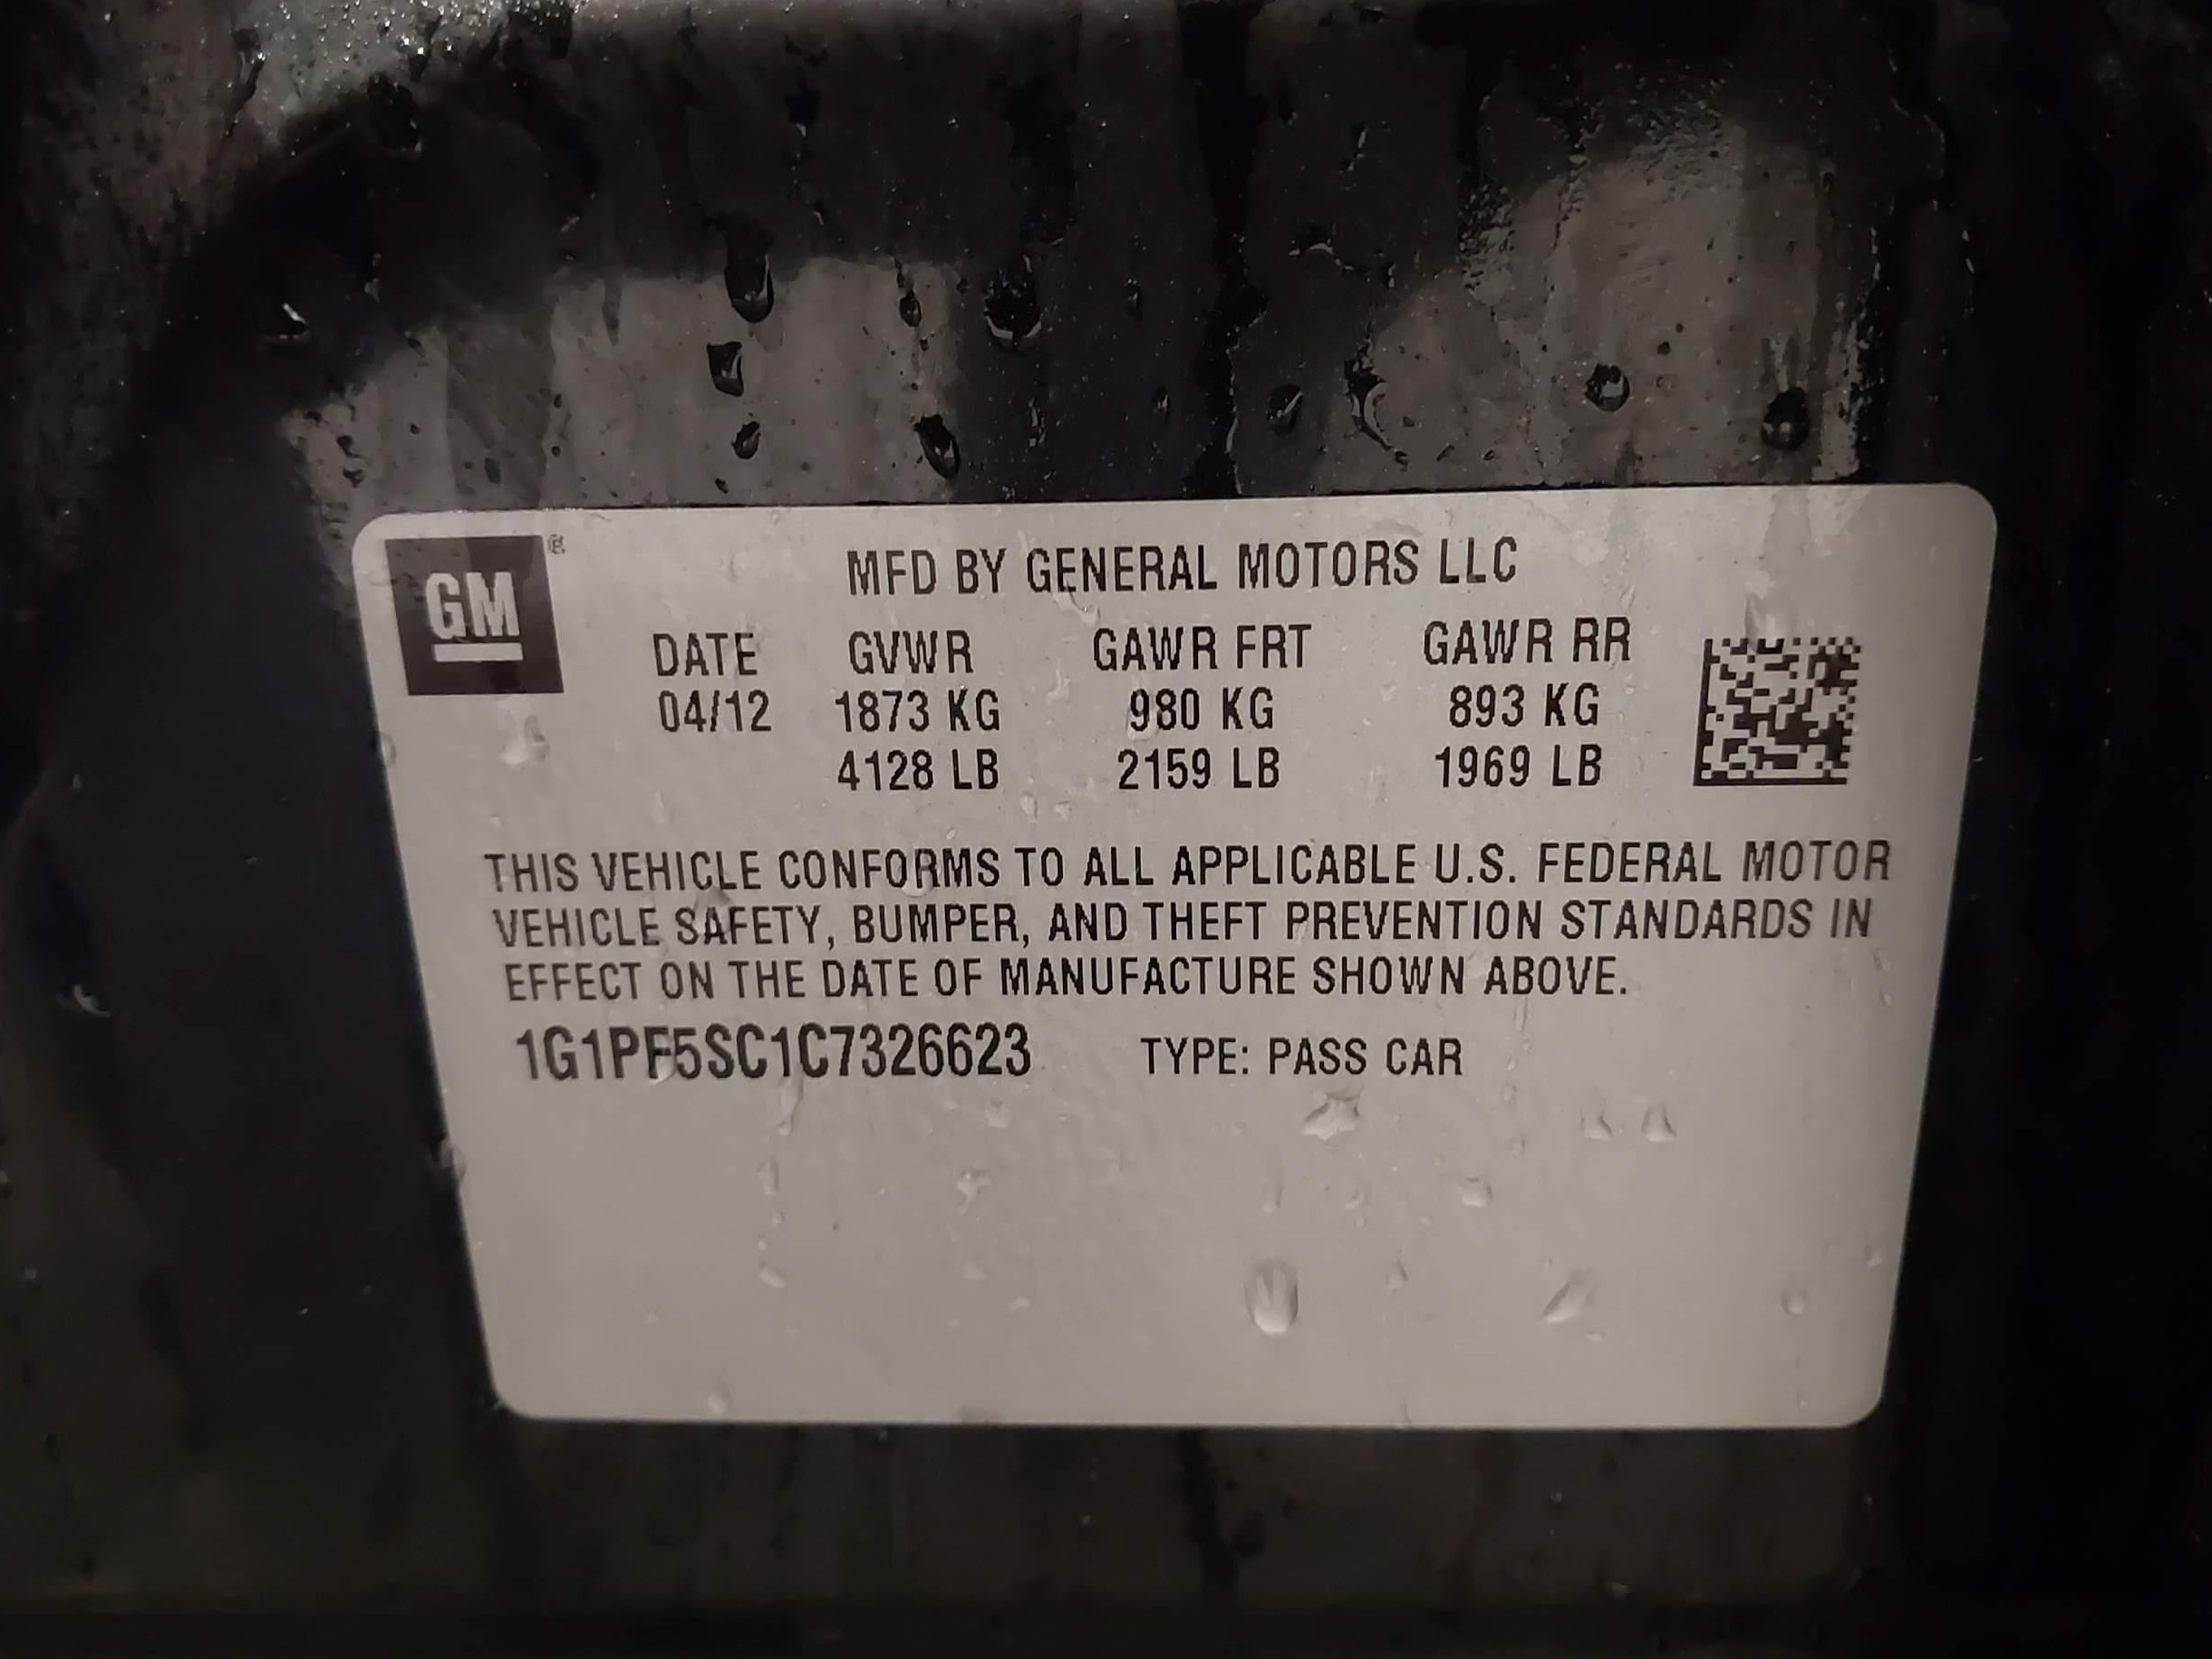 GM
MFD BY GENERAL MOTORS LLC
DATE GVWR GAWR FRT GAWR RR
04/12 1873 KG 980 KG 893 KG
4128 LB 2159 LB 1969 LB
THIS VEHICLE CONFORMS TO ALL APPLICABLE U.S. FEDERAL MOTOR
VEHICLE SAFETY, BUMPER, AND THEFT PREVENTION STANDARDS IN
EFFECT ON THE DATE OF MANUFACTURE SHOWN ABOVE.
1G1PF5SC1C7326623 TYPE: PASS CAR